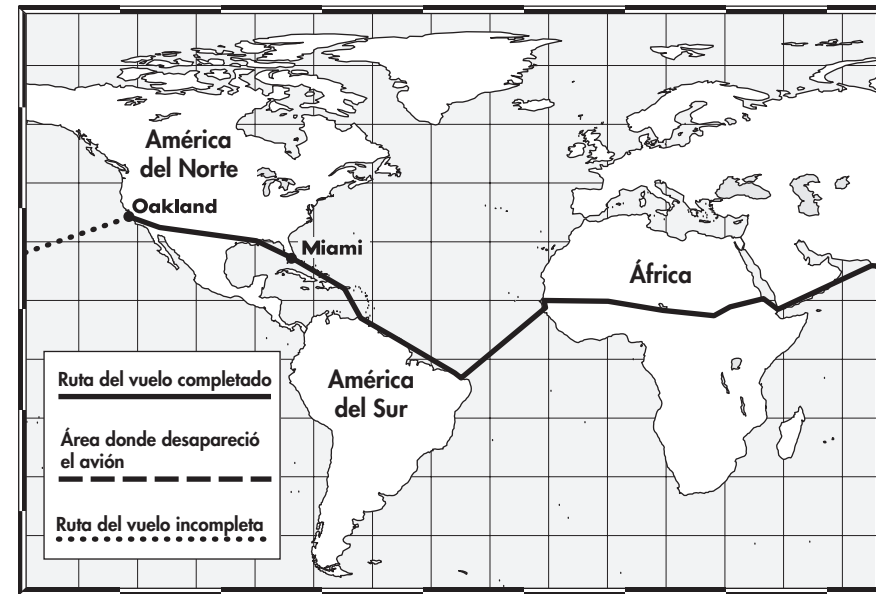 América
del Norte
Oakland
Miami
África
América
del Sur
Ruta del vuelo completado
Área donde desapareció
el avión
Ruta del vuelo incompleta